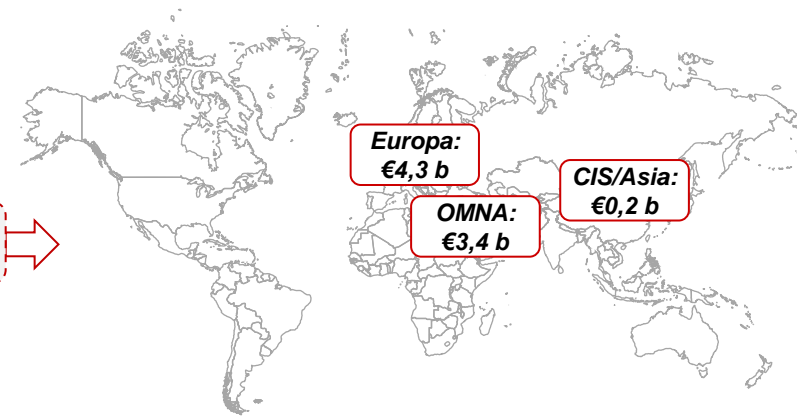 Europa:
€4,3 b
CIS/Asia:
€0,2 b
OMNA:
€3,4 b